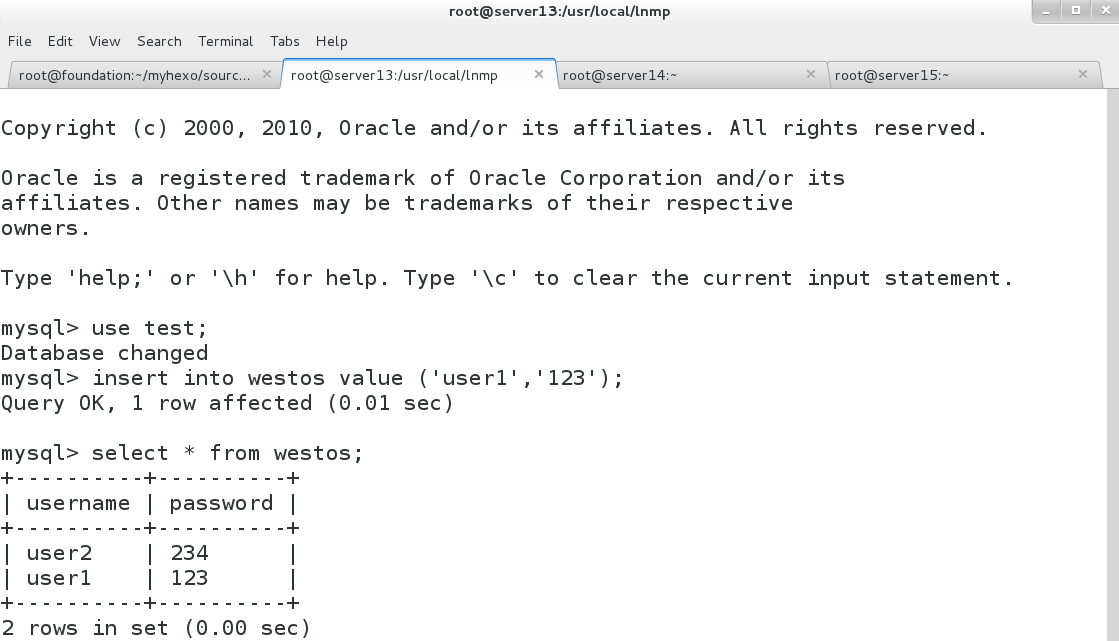 root@server13:/usr/local/lnmp
File Edit View Search Terminal Tabs Help
root@foundation:~/myhexo/sourc... root@server13:/usr/local/lnmp root@server14:~ root@server15:~
Copyright (c) 2000, 2010, Oracle and/or its affiliates. All rights reserved.
Oracle is a registered trademark of Oracle Corporation and/or its
affiliates. Other names may be trademarks of their respective
owners.
Type 'help;' or '\h' for help. Type '\c' to clear the current input statement.
mysql> use test;
Database changed
mysql> insert into westos value ('user1','123');
Query OK, 1 row affected (0.01 sec)
mysql> select * from westos;
+----------+----------+
| username | password |
+----------+----------+
| user2    | 234      |
| user1    | 123      |
+----------+----------+
2 rows in set (0.00 sec)